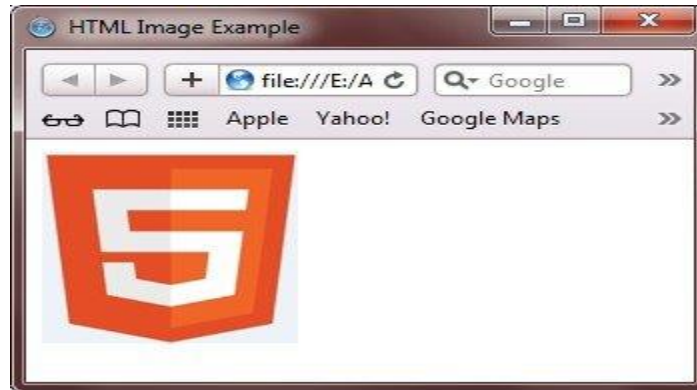 HTML Image Example
file:///E:/A Google
Apple Yahoo! Google Maps
5